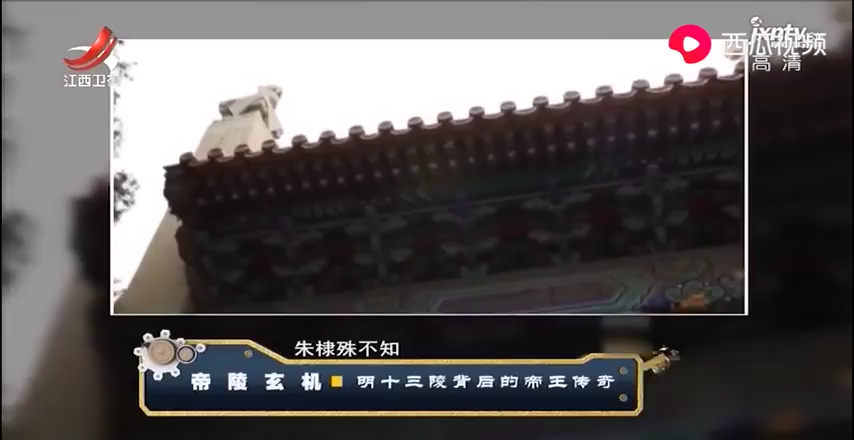 江西卫视
jxntv
西瓜视频
高清
朱棣殊不知
帝陵玄机 明十三陵背后的帝王传奇